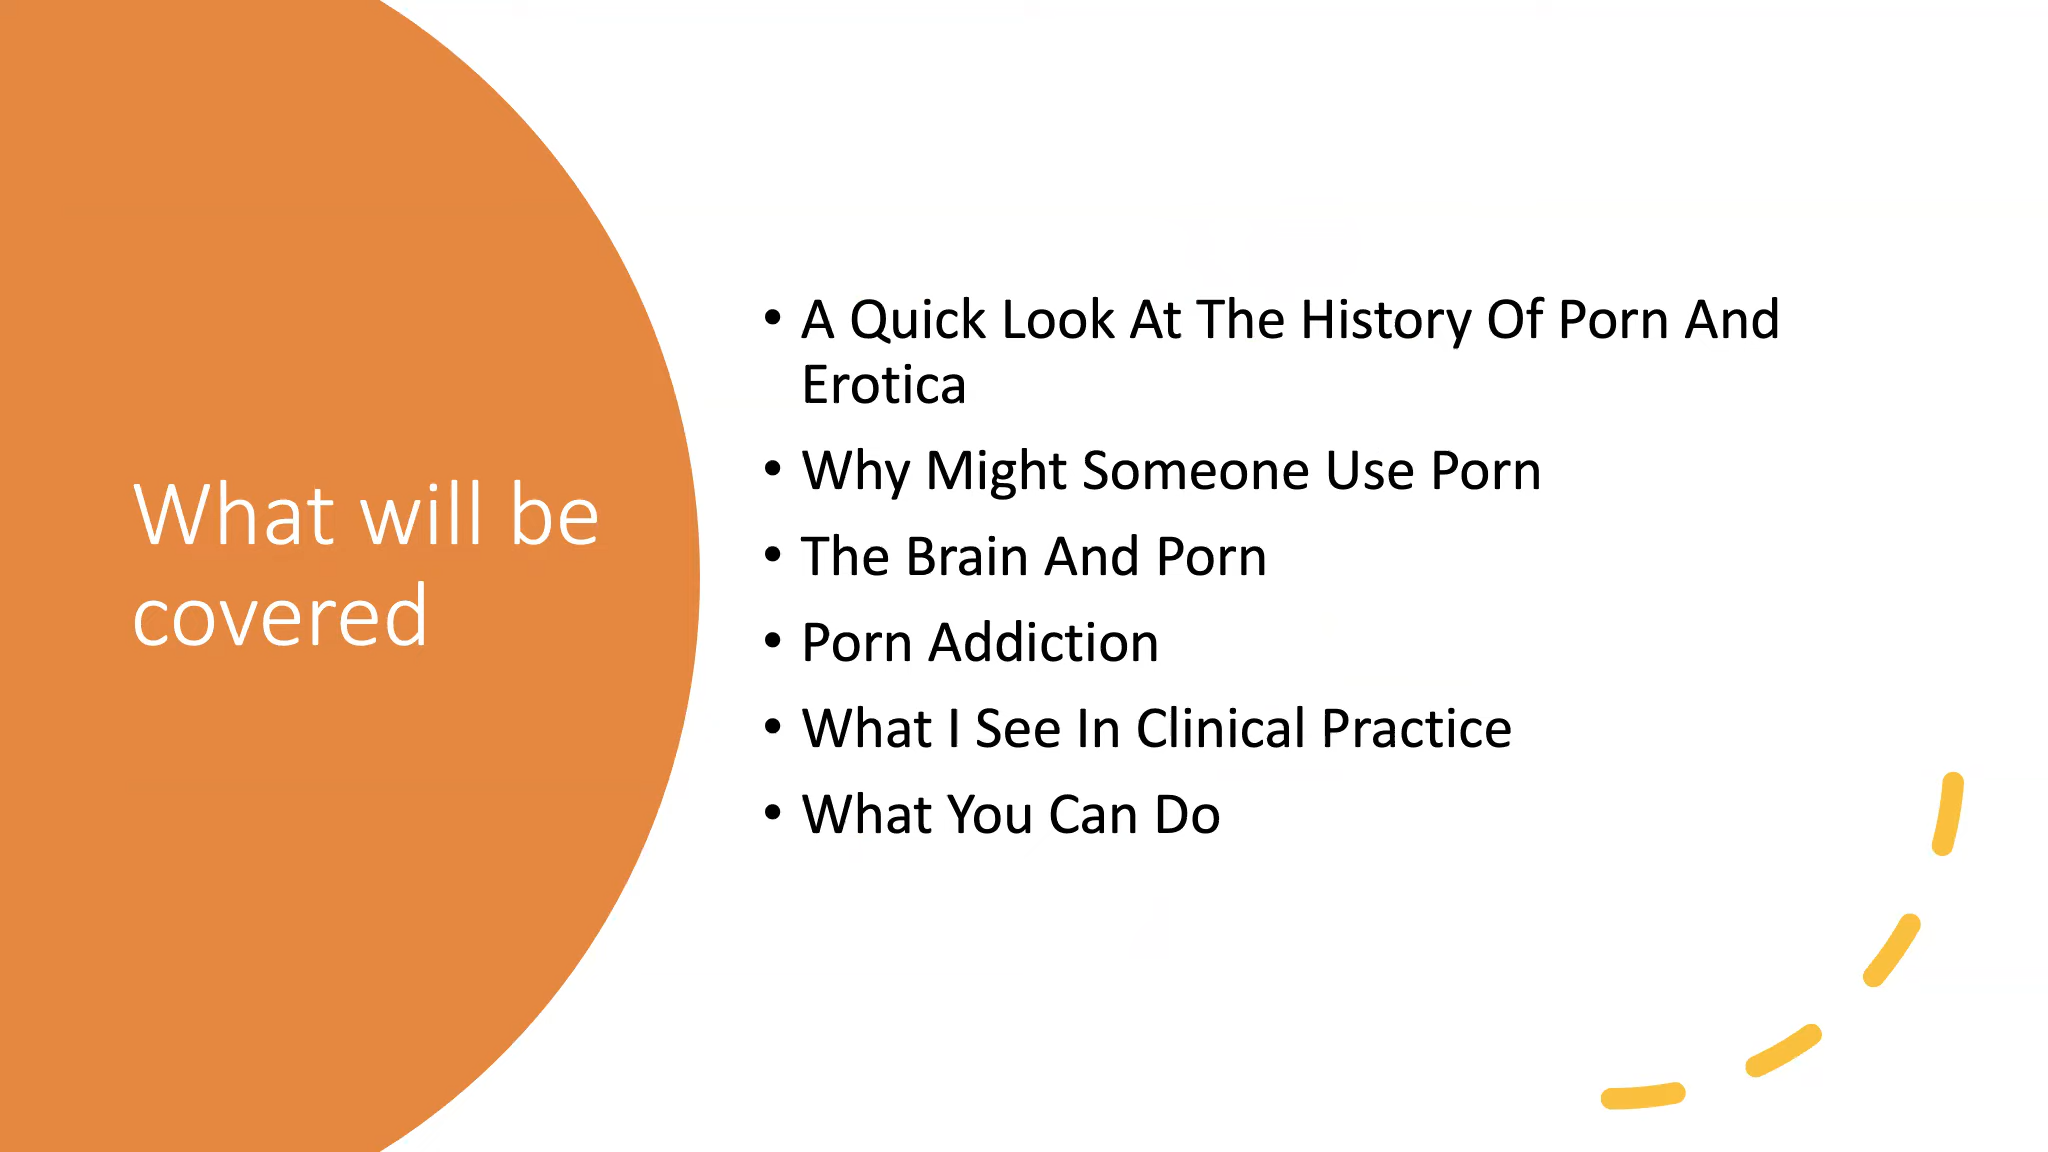 What will be
covered
• A Quick Look At The History Of Porn And
Erotica
• Why Might Someone Use Porn
• The Brain And Porn
• Porn Addiction
• What I See In Clinical Practice
• What You Can Do